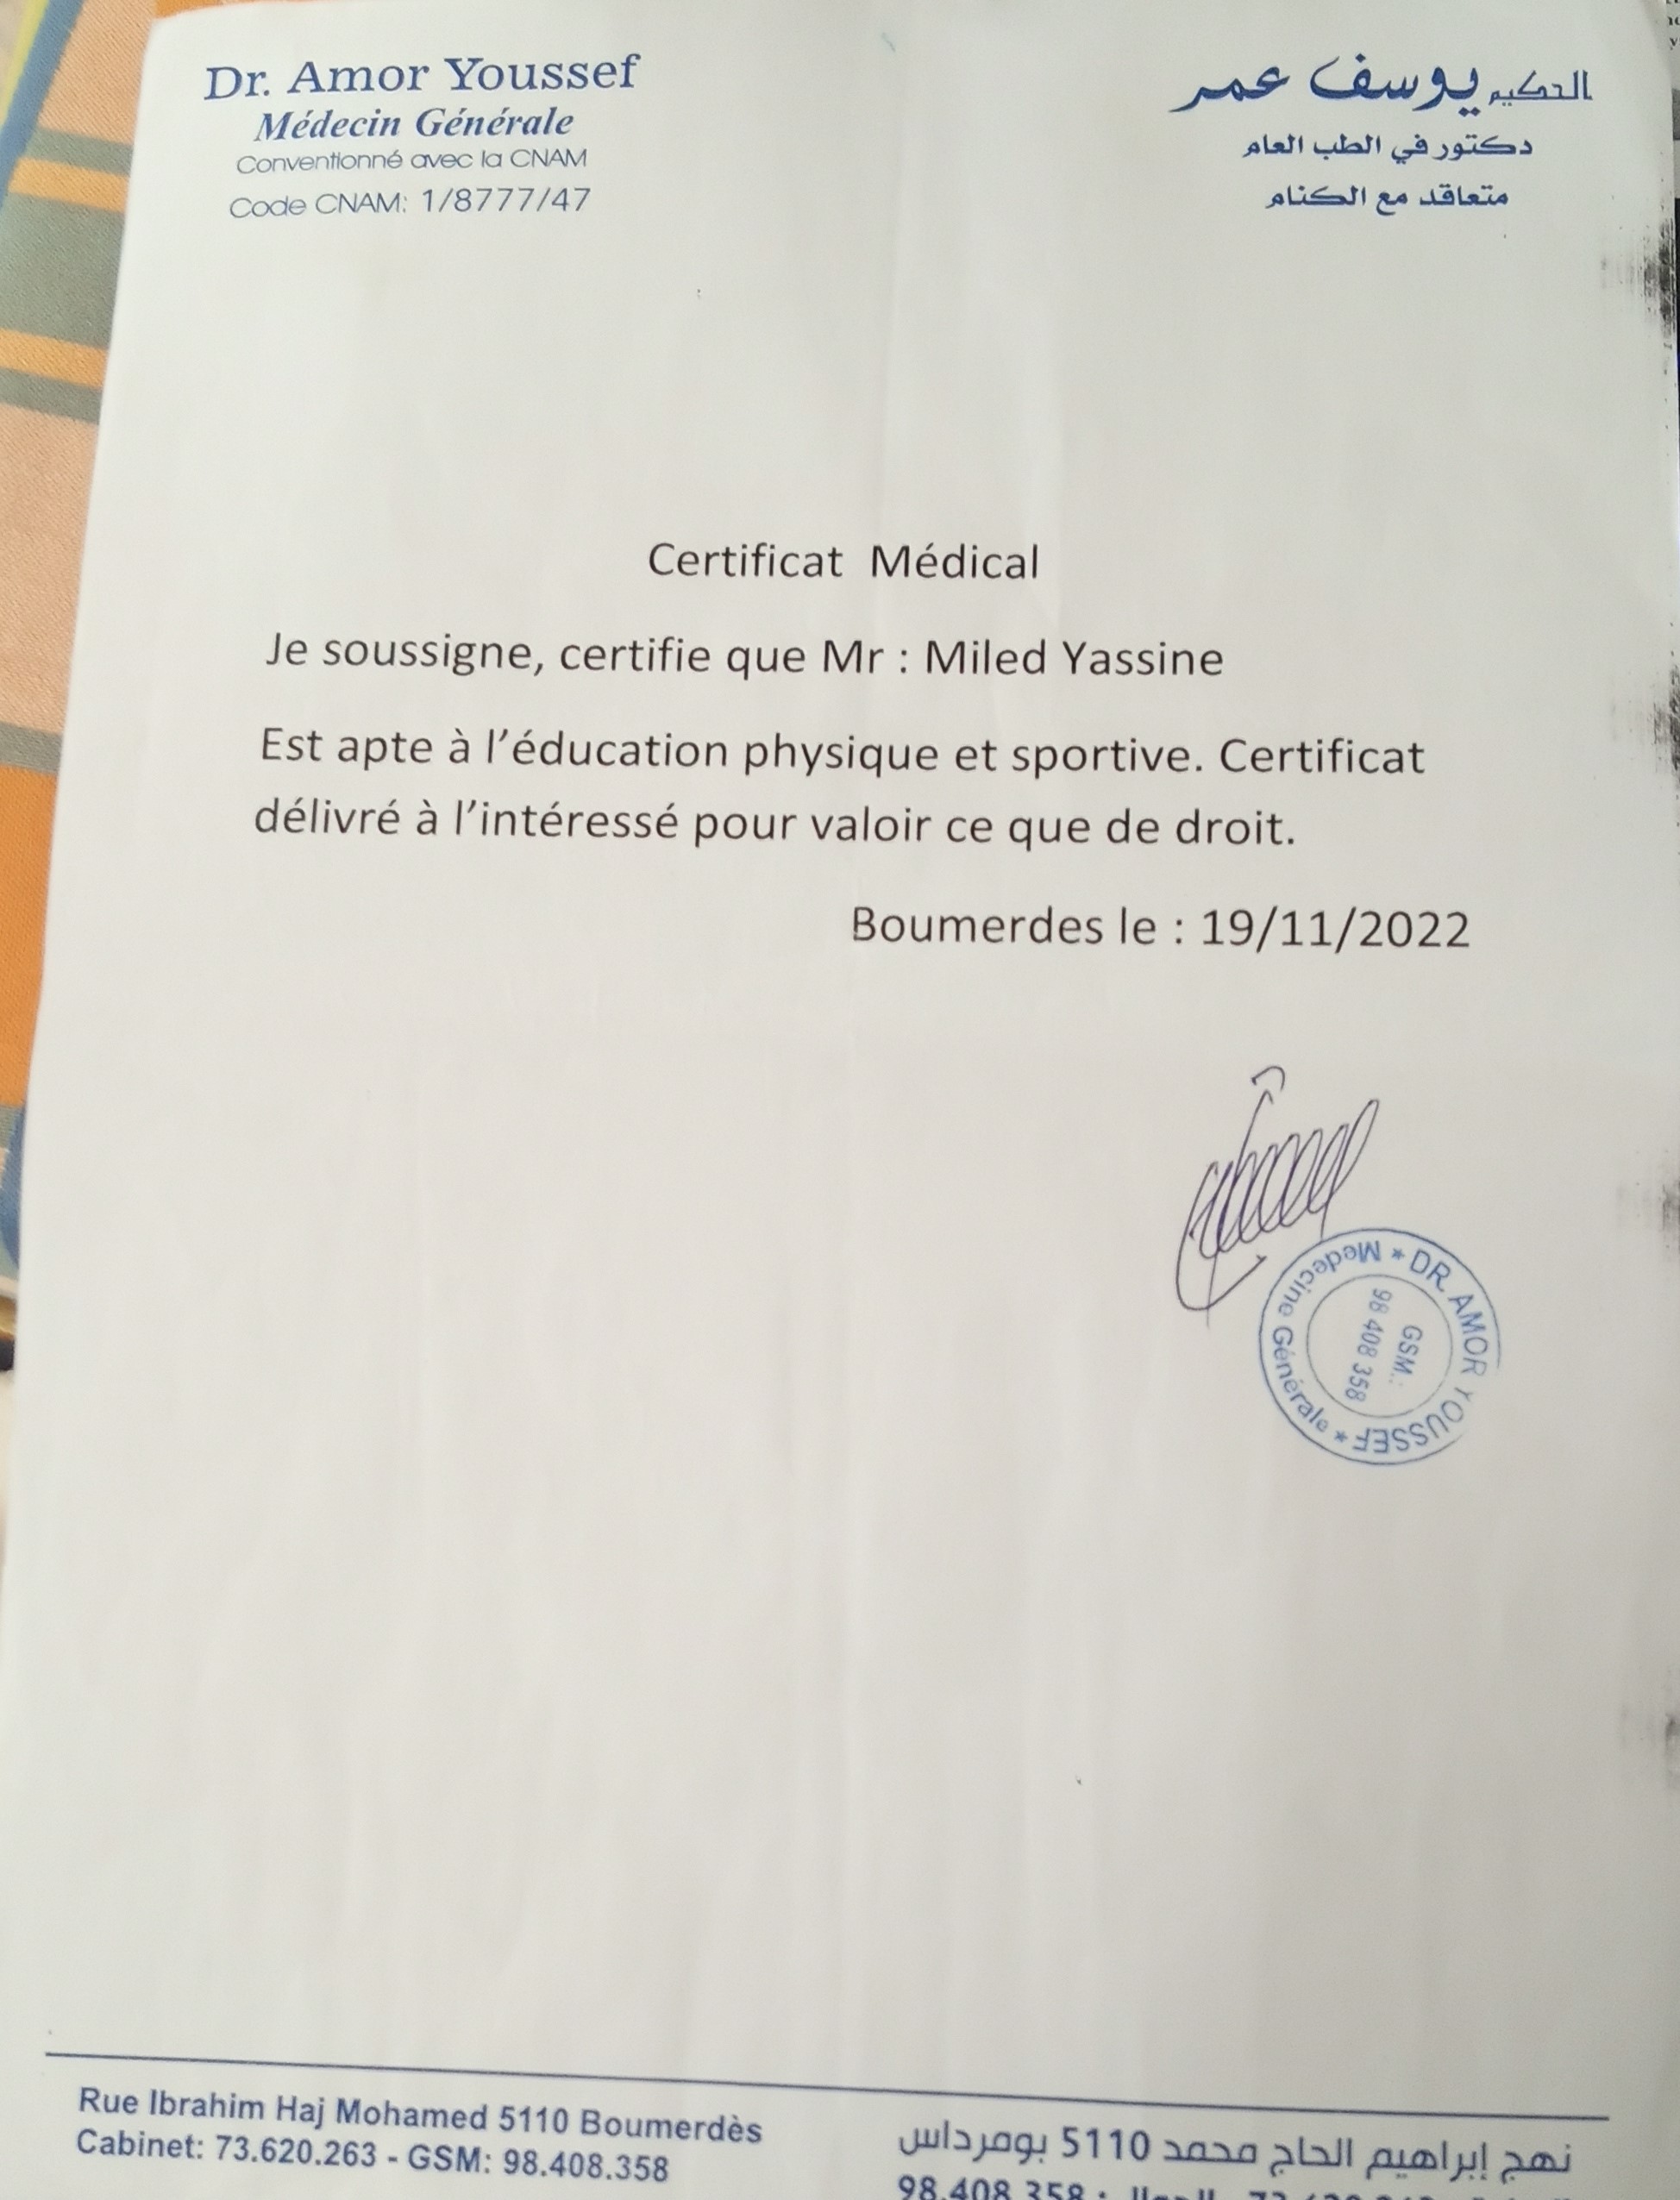 Dr. Amor Youssef
Médecin Générale
Conventionné avec la CNAM
Code CNAM: 1/8777/47
الحكيم يوسف عمر
دكتور في الطب العام
متعاقد مع الكنام
Certificat Médical
Je soussigne, certifie que Mr : Miled Yassine
Est apte à l'éducation physique et sportive. Certificat
délivré à l'intéressé pour valoir ce que de droit.
Boumerdes le : 19/11/2022
* DR. AMOR YOUSSEF * Medecine Générale
GSM.:
98 408 358
Rue Ibrahim Haj Mohamed 5110 Boumerdès
Cabinet: 73.620.263 - GSM: 98.408.358
نهج إبراهيم الحاج محمد 5110 بومرداس
98.408.358 :